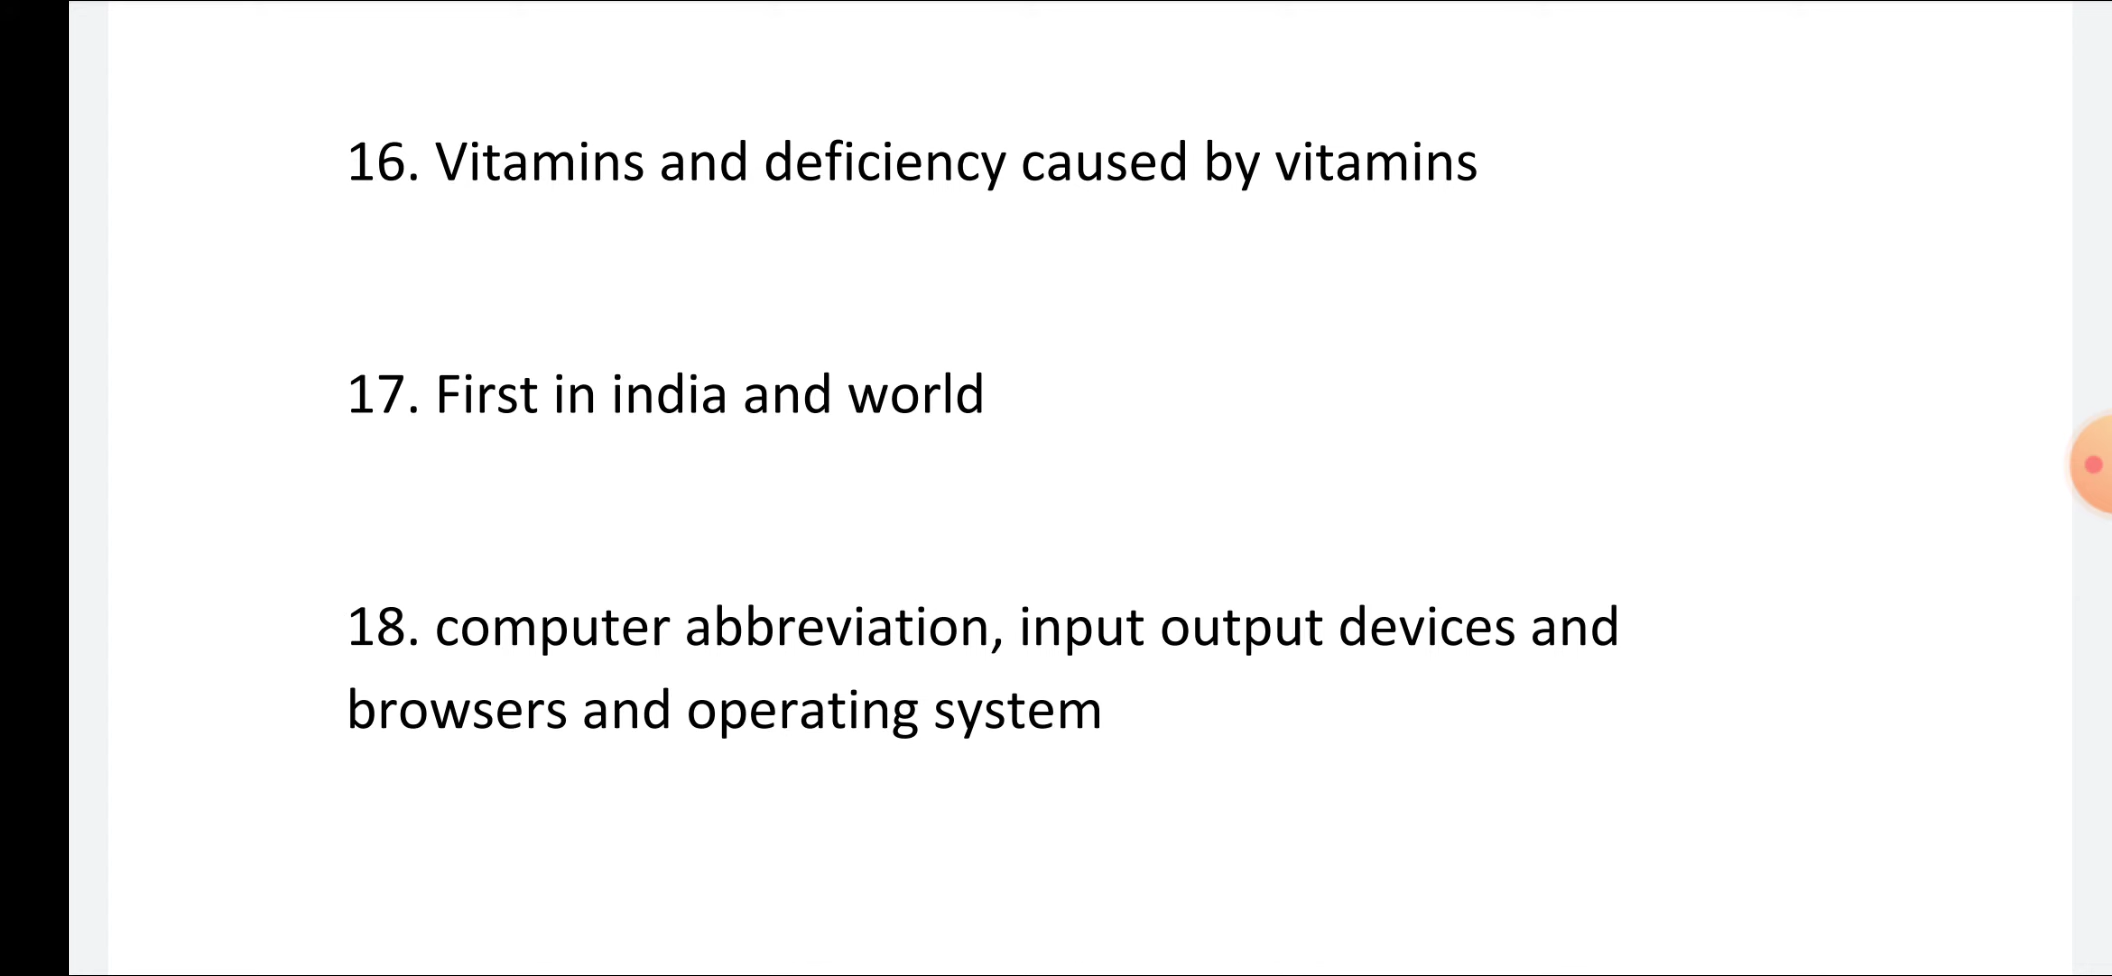 16. Vitamins and deficiency caused by vitamins
17. First in india and world
18. computer abbreviation, input output devices and
browsers and operating system